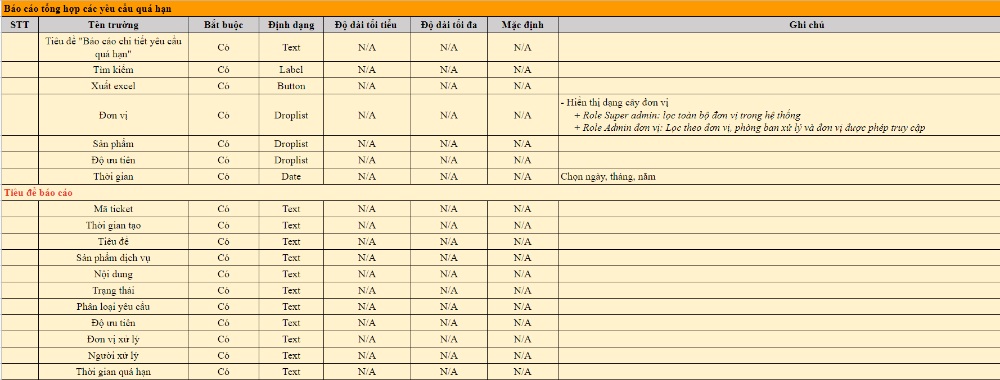 Báo cáo tổng hợp các yêu cầu quá hạn
STT Tên trường Bắt buộc Định dạng Độ dài tối tiểu Độ dài tối đa Mặc định Ghi chú
Tiêu đề "Báo cáo chi tiết yêu cầu
quá hạn" Có Text N/A N/A N/A
Tìm kiếm Có Label N/A N/A N/A
Xuất excel Có Button N/A N/A N/A
Đơn vị Có Droplist N/A N/A N/A - Hiển thị dạng cây đơn vị
+ Role Super admin: lọc toàn bộ đơn vị trong hệ thống
+ Role Admin đơn vị: Lọc theo đơn vị, phòng ban xử lý và đơn vị được phép truy cập
Sản phẩm Có Droplist N/A N/A N/A
Độ ưu tiên Có Droplist N/A N/A N/A
Thời gian Có Date N/A N/A N/A Chọn ngày, tháng, năm
Tiêu đề báo cáo
Mã ticket Có Text N/A N/A N/A
Thời gian tạo Có Text N/A N/A N/A
Tiêu đề Có Text N/A N/A N/A
Sản phẩm dịch vụ Có Text N/A N/A N/A
Nội dung Có Text N/A N/A N/A
Trạng thái Có Text N/A N/A N/A
Phân loại yêu cầu Có Text N/A N/A N/A
Độ ưu tiên Có Text N/A N/A N/A
Đơn vị xử lý Có Text N/A N/A N/A
Người xử lý Có Text N/A N/A N/A
Thời gian quá hạn Có Text N/A N/A N/A